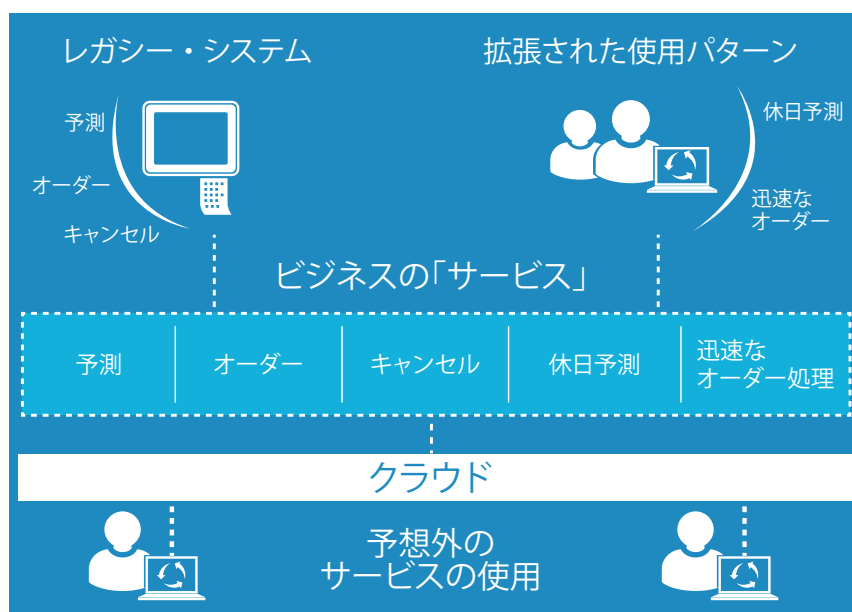 レガシー・システム
予測
オーダー
キャンセル
拡張された使用パターン
休日予測
迅速な
オーダー
ビジネスの「サービス」
予測
オーダー
キャンセル
休日予測
迅速な
オーダー処理
クラウド
予想外の
サービスの使用